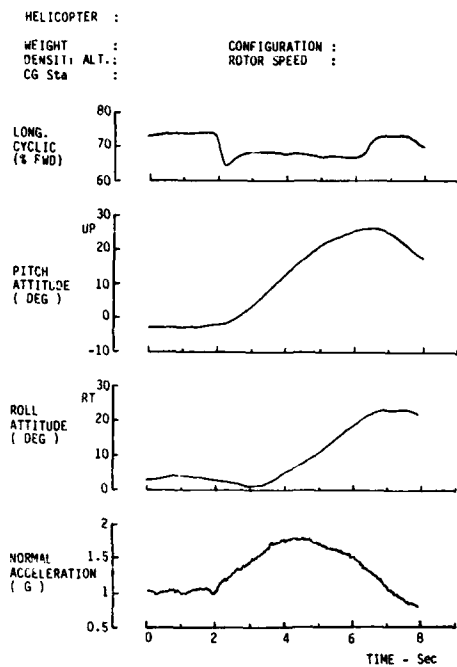 HELICOPTER :
WEIGHT : CONFIGURATION :
DENSIT: ALT.: ROTOR SPEED :
CG Sta :
80
LONG. CYCLIC (% FWD)
70
60
30
UP
20
PITCH ATTITUDE ( DEG )
10
0
-10
30
RT
ROLL ATTITUDE ( DEG )
20
10
0
2
NORMAL ACCELERATION ( G )
1.5
1
0.5
0 2 4 6 8
TIME - Sec